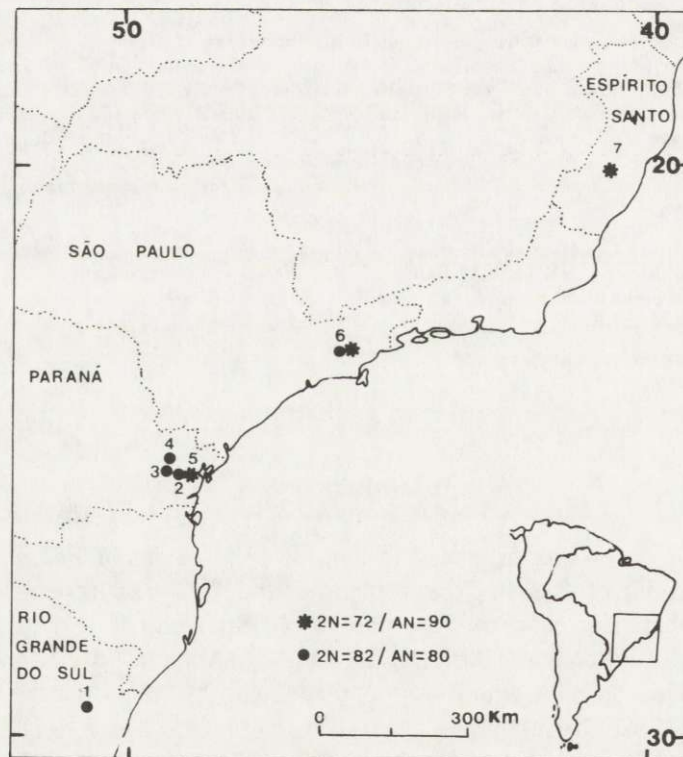 50
40
ESPÍRITO
SANTO
7
20
SÃO PAULO
6
PARANÁ
4
3
5
2
RIO
GRANDE
DO SUL
1
2N=72 / AN=90
2N=82 / AN=80
0 300 Km
30